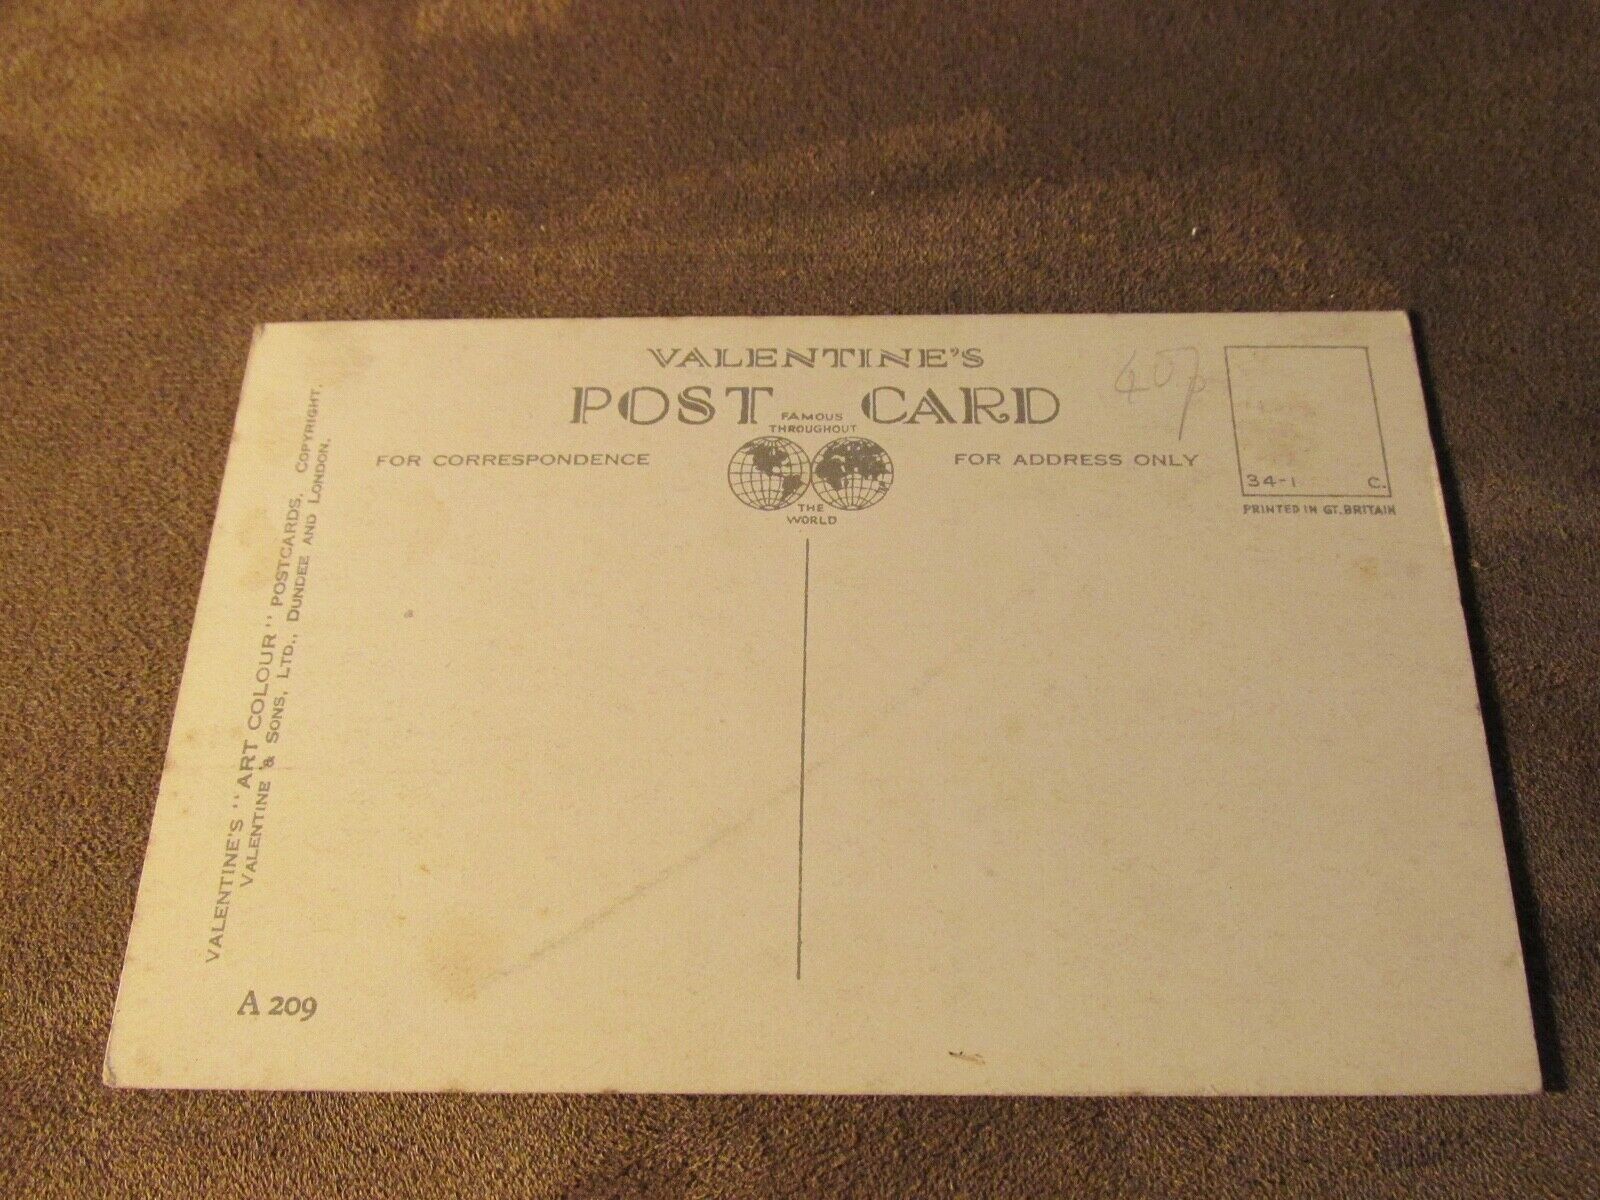 VALENTINE'S
POST CARD
FAMOUS
THROUGHOUT
THE
WORLD
FOR CORRESPONDENCE
FOR ADDRESS ONLY
407
34-1 C.
PRINTED IN GT. BRITAIN
VALENTINE'S "ART COLOUR" POSTCARDS. COPYRIGHT.
VALENTINE & SONS, LTD., DUNDEE AND LONDON.
A 209